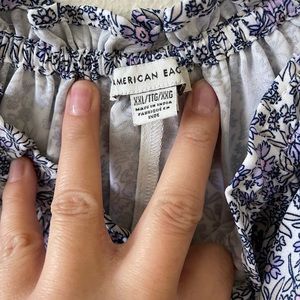 AMERICAN EAG
XXL/TTG/XXG
MADE IN INDIA
FABRIQUÉ EN
INDE